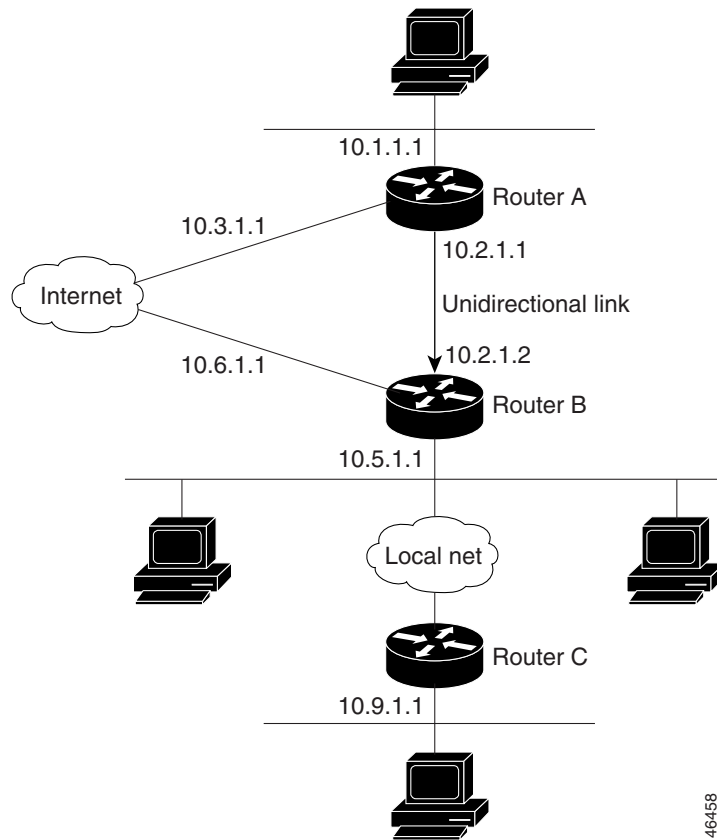 10.1.1.1
Router A
10.3.1.1
10.2.1.1
Internet
Unidirectional link
10.2.1.2
10.6.1.1
Router B
10.5.1.1
Local net
Router C
10.9.1.1
46458